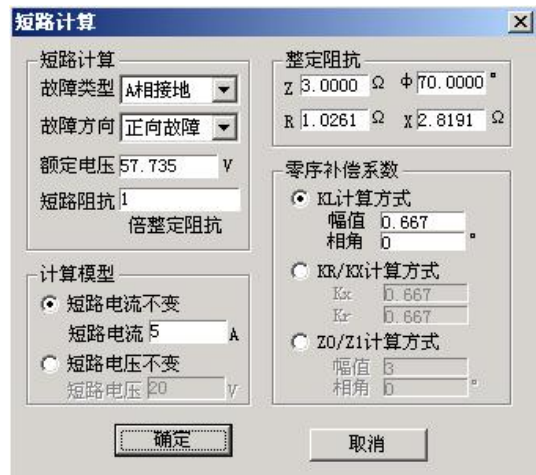 短路计算
短路计算
故障类型 A相接地
故障方向 正向故障
额定电压 57.735 V
短路阻抗 1
倍整定阻抗
计算模型
短路电流不变
短路电流 5 A
短路电压不变
短路电压 20 V
整定阻抗
Z 3.0000 Ω Φ 70.0000 °
R 1.0261 Ω X 2.8191 Ω
零序补偿系数
KL计算方式
幅值 0.667
相角 0 °
KR/KX计算方式
Kx 0.667
Kr 0.667
Z0/Z1计算方式
幅值 3
相角 0 °
确定
取消